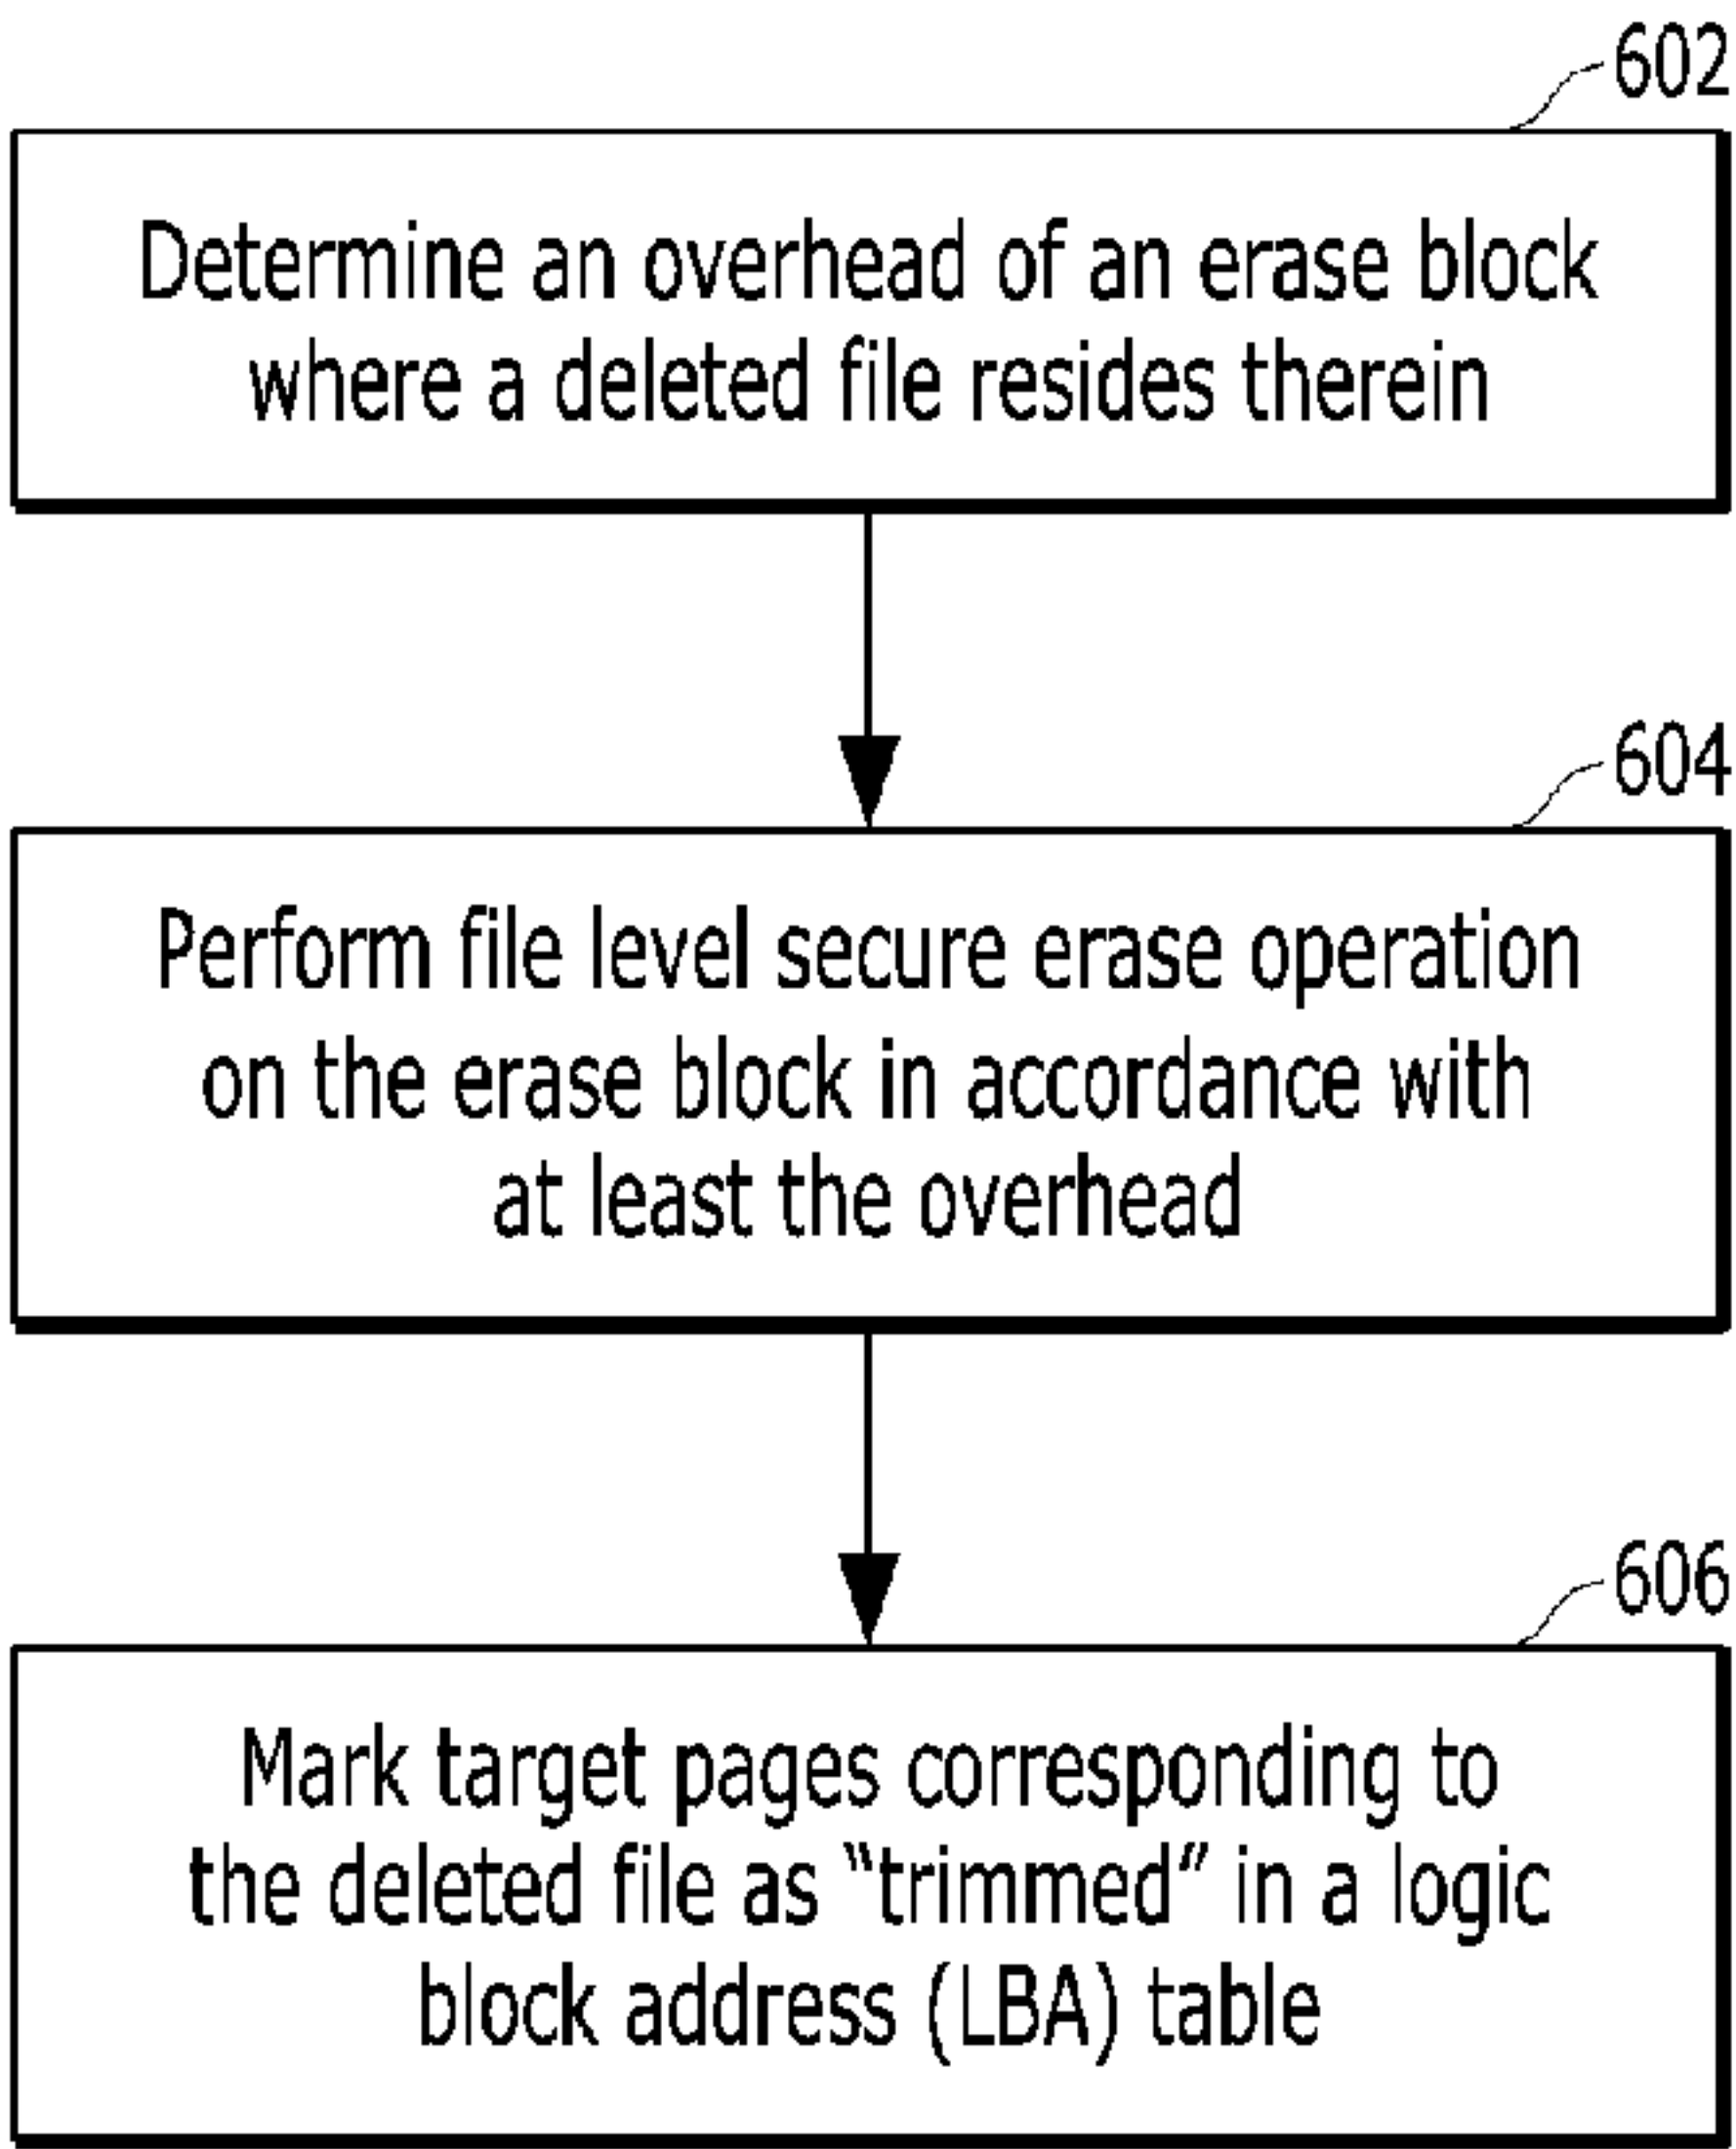 602
Determine an overhead of an erase block
where a deleted file resides therein
604
Perform file level secure erase operation
on the erase block in accordance with
at least the overhead
606
Mark target pages corresponding to
the deleted file as “trimmed” in a logic
block address (LBA) table